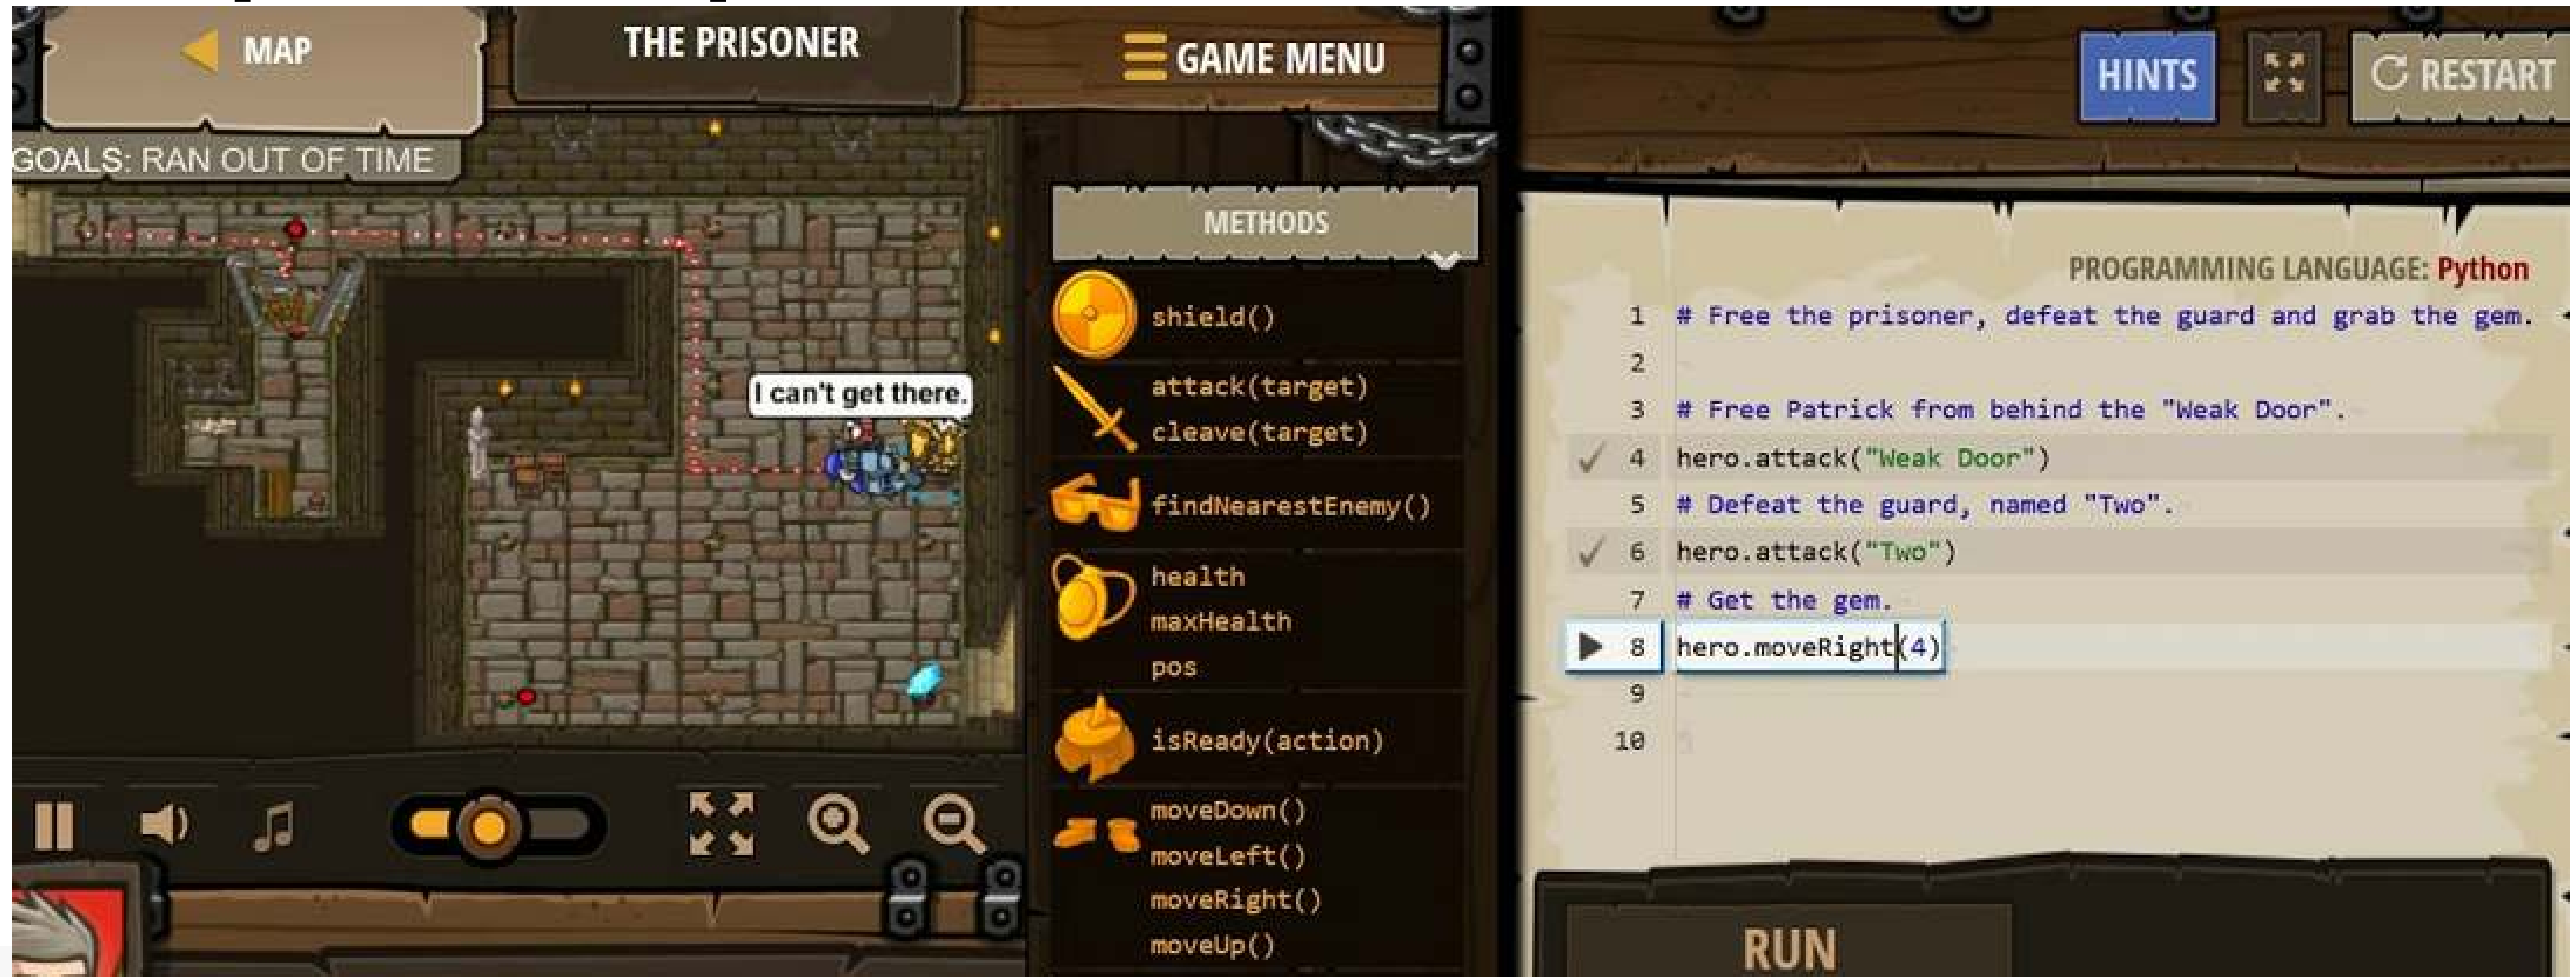 MAP
THE PRISONER
GAME MENU
HINTS
RESTART
GOALS: RAN OUT OF TIME
I can't get there.
METHODS
shield()
attack(target)
cleave(target)
findNearestEnemy()
health
maxHealth
pos
isReady(action)
moveDown()
moveLeft()
moveRight()
moveUp()
PROGRAMMING LANGUAGE: Python
1 # Free the prisoner, defeat the guard and grab the gem.
2
3 # Free Patrick from behind the "Weak Door".
4 hero.attack("Weak Door")
5 # Defeat the guard, named "Two".
6 hero.attack("Two")
7 # Get the gem.
8 hero.moveRight(4)
9
10
RUN